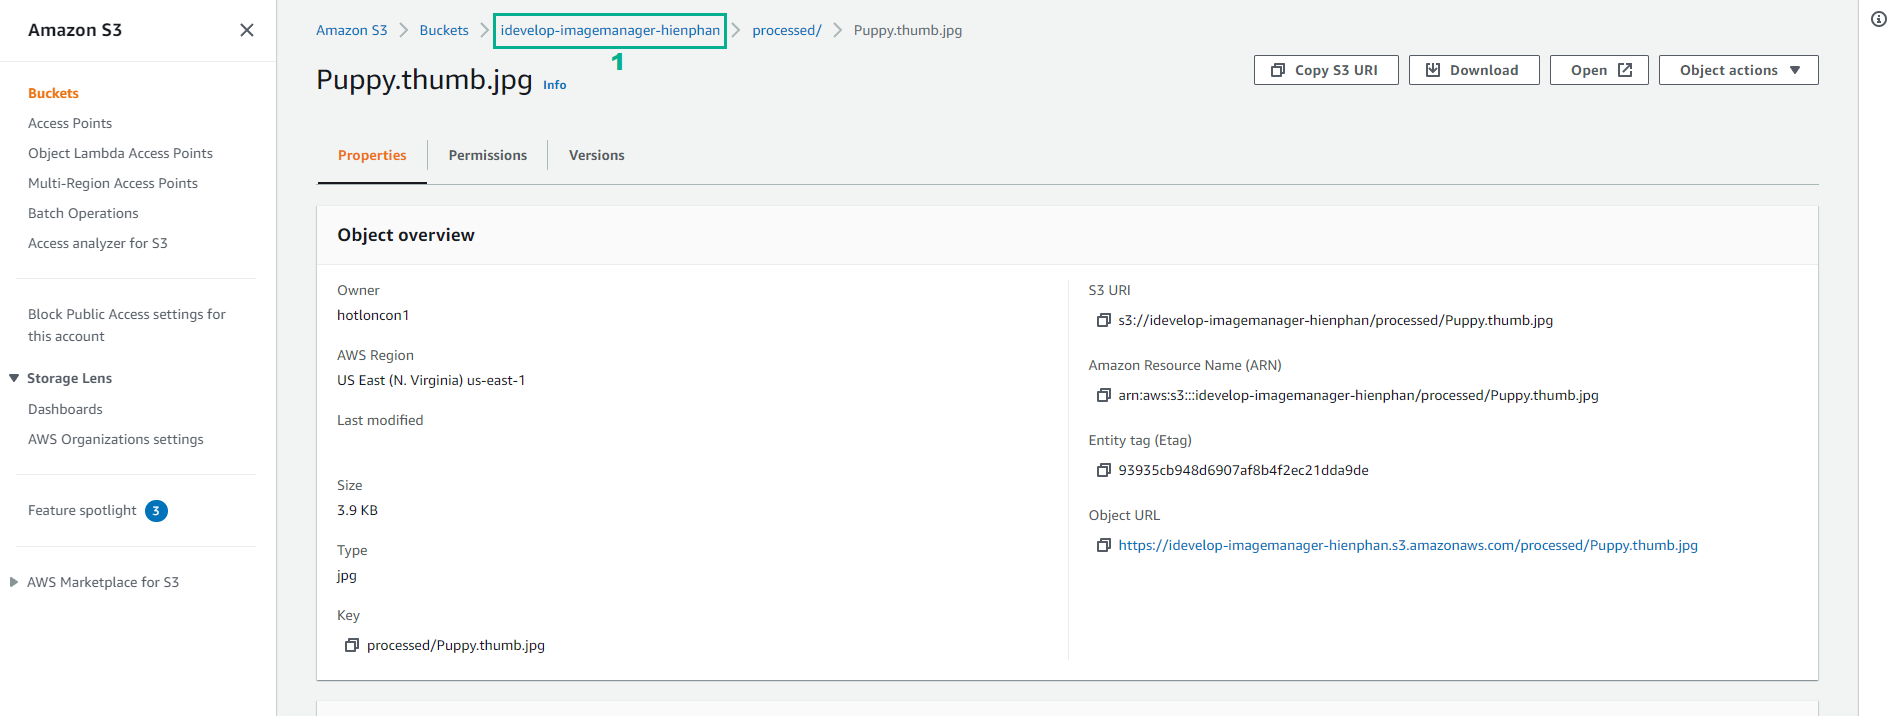 Amazon S3
Buckets
Access Points
Object Lambda Access Points
Multi-Region Access Points
Batch Operations
Access analyzer for S3
Block Public Access settings for
this account
Storage Lens
Dashboards
AWS Organizations settings
Feature spotlight 3
AWS Marketplace for S3
Amazon S3 Buckets idevelop-imagemanager-hienphan processed/ Puppy.thumb.jpg
1
Puppy.thumb.jpg Info
Copy S3 URI Download Open Object actions
Properties Permissions Versions
Object overview
Owner
hotloncon1
AWS Region
US East (N. Virginia) us-east-1
Last modified
Size
3.9 KB
Type
jpg
Key
processed/Puppy.thumb.jpg
S3 URI
s3://idevelop-imagemanager-hienphan/processed/Puppy.thumb.jpg
Amazon Resource Name (ARN)
arn:aws:s3:::idevelop-imagemanager-hienphan/processed/Puppy.thumb.jpg
Entity tag (Etag)
93935cb948d6907af8b4f2ec21dda9de
Object URL
https://idevelop-imagemanager-hienphan.s3.amazonaws.com/processed/Puppy.thumb.jpg